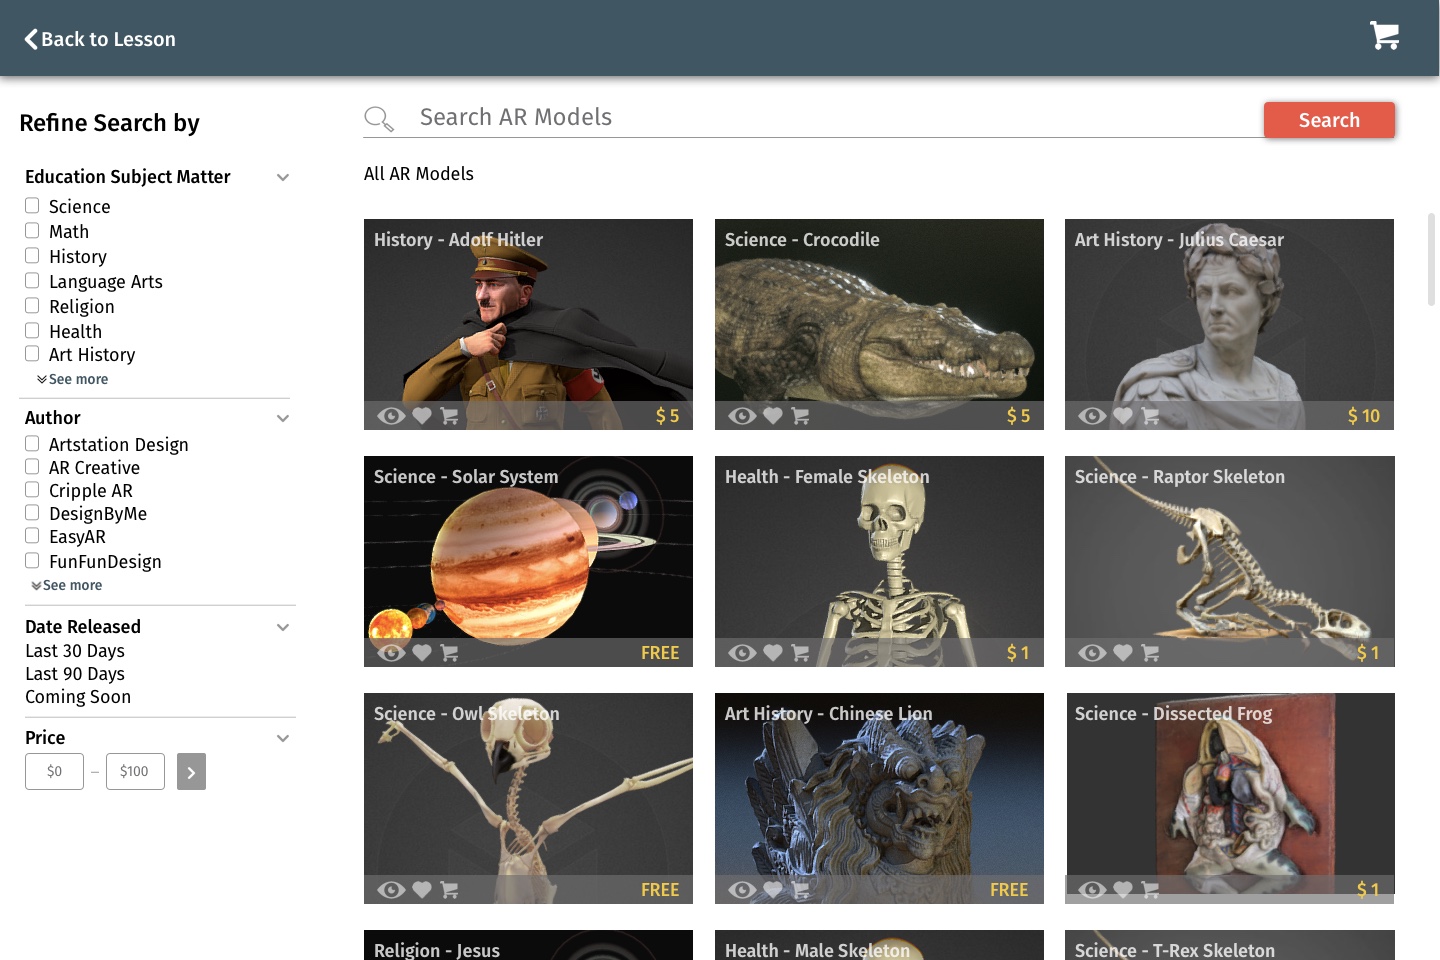 Back to Lesson
Refine Search by
Search AR Models
Search
All AR Models
Education Subject Matter
Science
Math
History
Language Arts
Religion
Health
Art History
See more
Author
Artstation Design
AR Creative
Cripple AR
DesignByMe
EasyAR
FunFunDesign
See more
Date Released
Last 30 Days
Last 90 Days
Coming Soon
Price
$0 – $100
History - Adolf Hitler
$ 5
Science - Crocodile
$ 5
Art History - Julius Caesar
$ 10
Science - Solar System
FREE
Health - Female Skeleton
$ 1
Science - Raptor Skeleton
$ 1
Science - Owl Skeleton
FREE
Art History - Chinese Lion
FREE
Science - Dissected Frog
$ 1
Religion - Jesus
Health - Male Skeleton
Science - T-Rex Skeleton